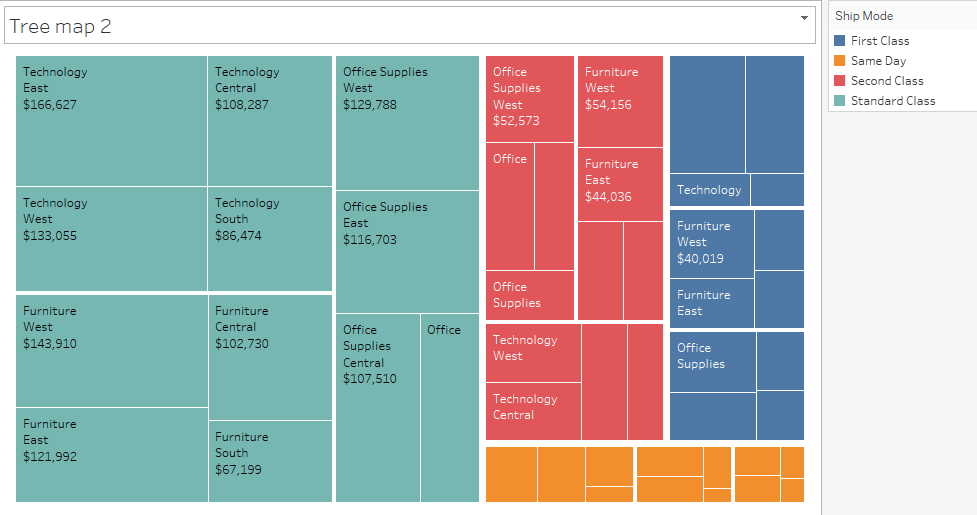 Tree map 2
Technology
East
$166,627
Technology
Central
$108,287
Technology
West
$133,055
Technology
South
$86,474
Furniture
West
$143,910
Furniture
Central
$102,730
Furniture
East
$121,992
Furniture
South
$67,199
Office Supplies
West
$129,788
Office Supplies
East
$116,703
Office
Supplies
Central
$107,510
Office
Office
Supplies
West
$52,573
Furniture
West
$54,156
Office
Furniture
East
$44,036
Office
Supplies
Technology
West
Technology
Central
Technology
Furniture
West
$40,019
Furniture
East
Office
Supplies
Ship Mode
First Class
Same Day
Second Class
Standard Class